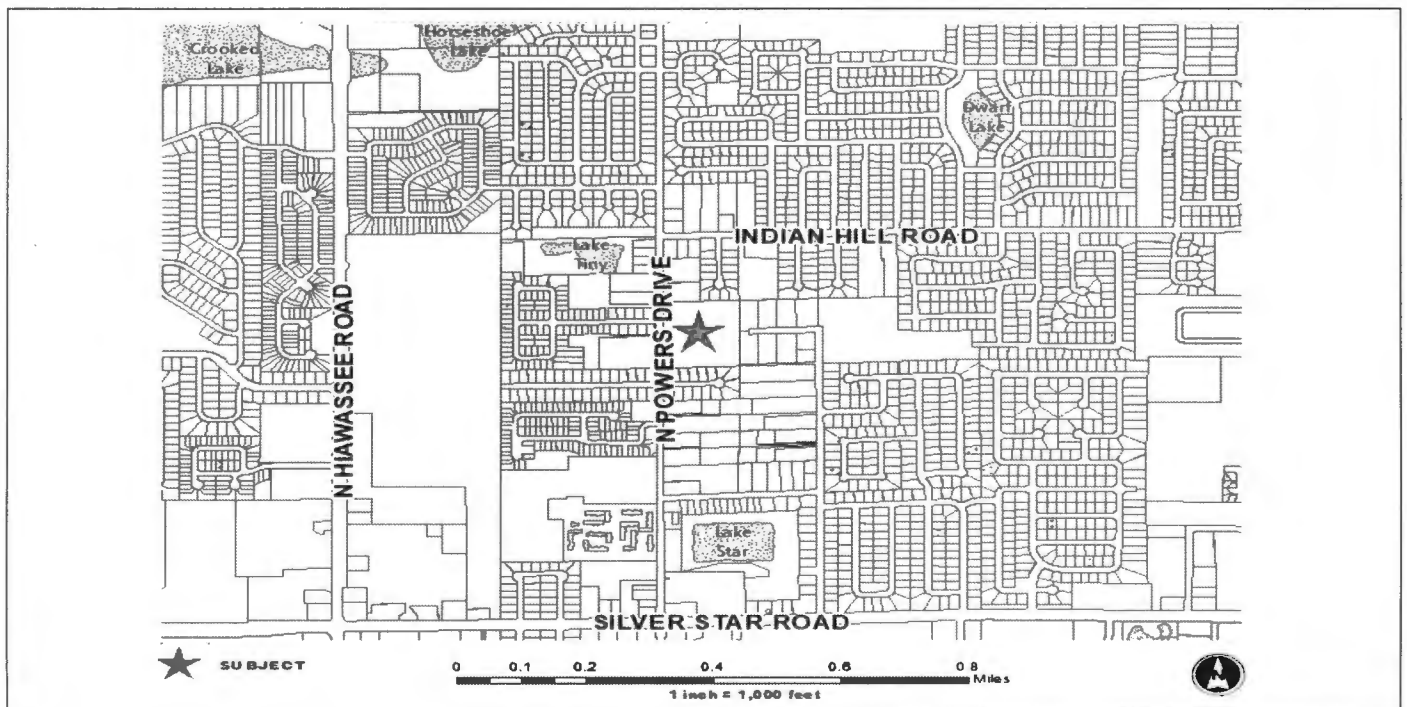 Crooked
Lake
Horseshoe
Lake
Dwarf
Lake
INDIAN HILL ROAD
Lake
Tiny
N HIAWASSEE ROAD
N POWERS DRIVE
Lake
Star
SILVER STAR ROAD
SUBJECT
0 0.1 0.2 0.4 0.6 0.8
Miles
1 inch = 1,000 feet
N